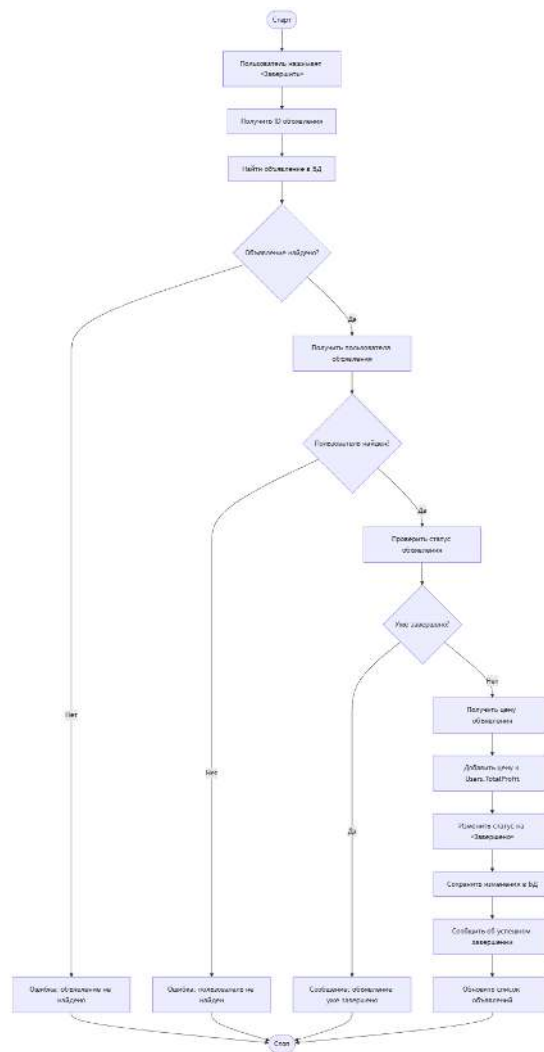 Старт
Пользователь нажимает
«Завершить»
Получить ID объявления
Найти объявление в БД
Объявление найдено?
Да
Получить пользователя
объявления
Пользователь найден?
Да
Проверить статус
объявления
Уже завершено?
Нет
Получить цену
объявления
Нет
Добавить цену к
Users.TotalProfit
Нет
Изменить статус на
«Завершено»
Да
Сохранить изменения в БД
Сообщить об успешном
завершении
Ошибка: объявление не
найдено
Ошибка: пользователь не
найден
Сообщение: объявление
уже завершено
Обновить список
объявлений
Стоп